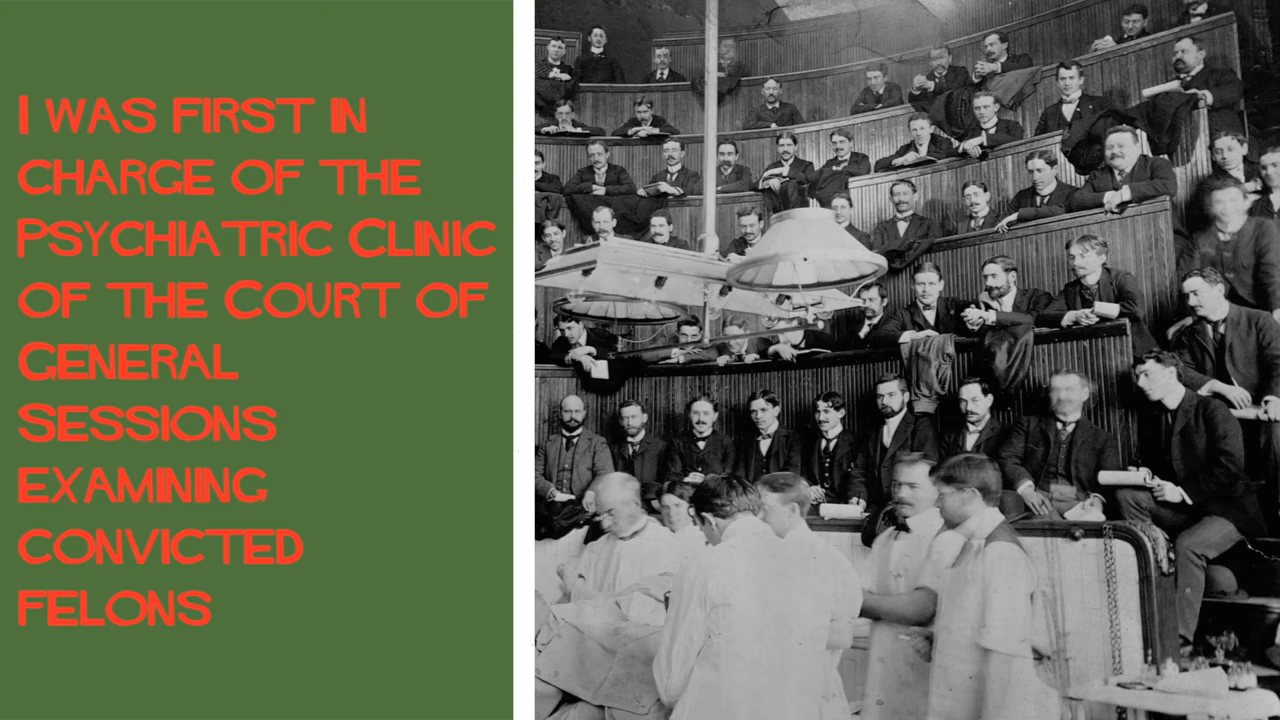 I was first in
charge of the
Psychiatric Clinic
of the Court of
General
Sessions
examining
convicted
felons